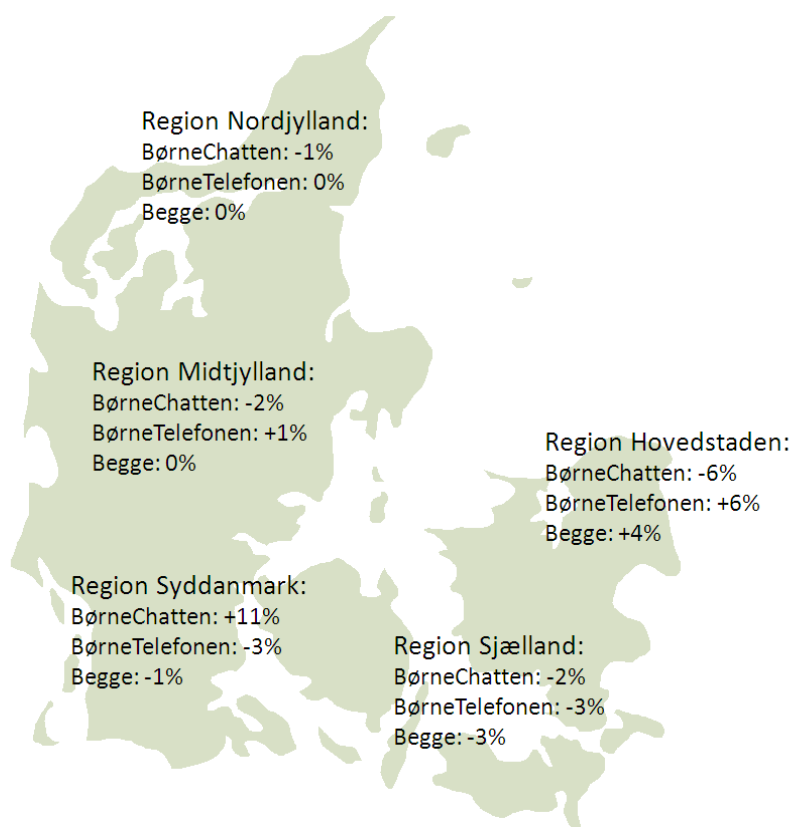 Region Nordjylland:
BørneChatten: -1%
BørneTelefonen: 0%
Begge: 0%
Region Midtjylland:
BørneChatten: -2%
BørneTelefonen: +1%
Begge: 0%
Region Hovedstaden:
BørneChatten: -6%
BørneTelefonen: +6%
Begge: +4%
Region Syddanmark:
BørneChatten: +11%
BørneTelefonen: -3%
Begge: -1%
Region Sjælland:
BørneChatten: -2%
BørneTelefonen: -3%
Begge: -3%